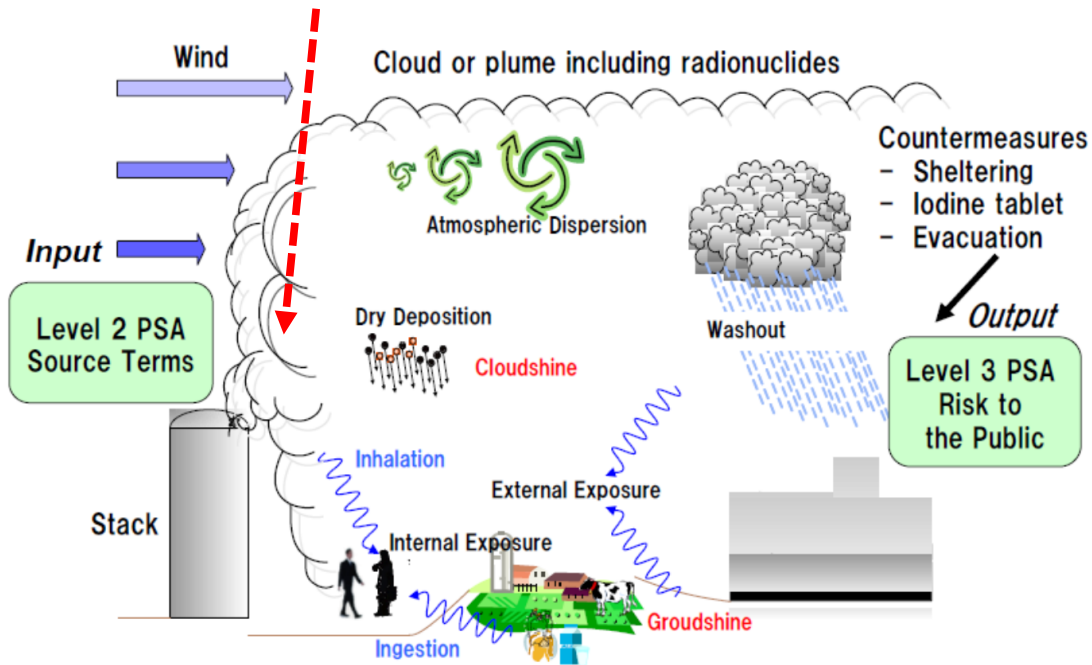 Wind
Cloud or plume including radionuclides
Countermeasures
- Sheltering
- Iodine tablet
- Evacuation
Atmospheric Dispersion
Input
Level 2 PSA
Source Terms
Dry Deposition
Cloudshine
Washout
Output
Level 3 PSA
Risk to
the Public
Inhalation
External Exposure
Stack
Internal Exposure
Groudshine
Ingestion